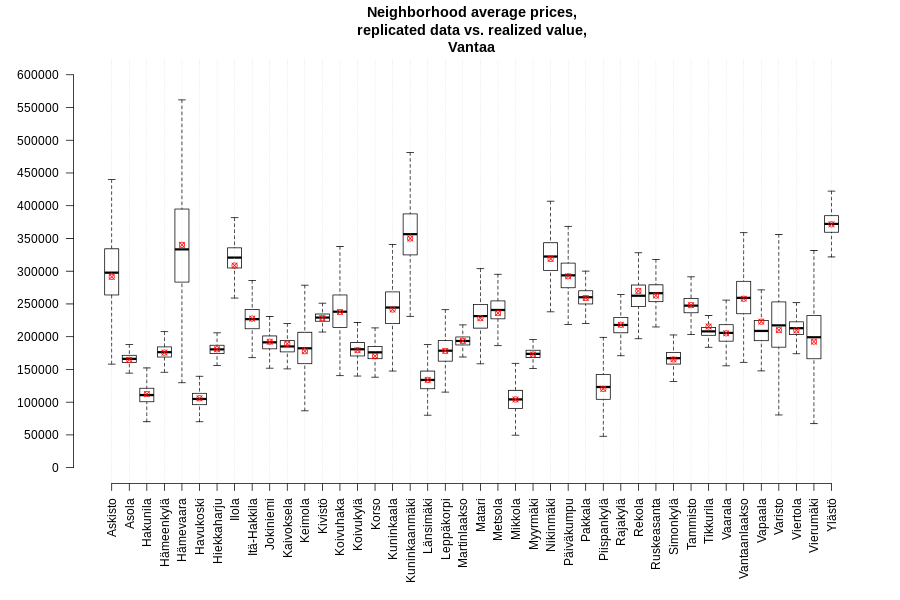 Neighborhood average prices,
replicated data vs. realized value,
Vantaa
600000
550000
500000
450000
400000
350000
300000
250000
200000
150000
100000
50000
0
Askisto
Asola
Hakunila
Hämeenkylä
Hämevaara
Havukoski
Hiekkaharju
Ilola
Itä-Hakkila
Jokiniemi
Kaivoksela
Keimola
Kivistö
Koivuhaka
Koivukylä
Korso
Kuninkaala
Kuninkaanmäki
Länsimäki
Leppäkorpi
Martinlaakso
Matari
Metsola
Mikkola
Myyrmäki
Nikinmäki
Päiväkumpu
Pakkala
Piispankylä
Rajakylä
Rekola
Ruskeasanta
Simonkylä
Tammisto
Tikkurila
Vaarala
Vantaanlaakso
Vapaala
Varisto
Viertola
Vierumäki
Ylästö